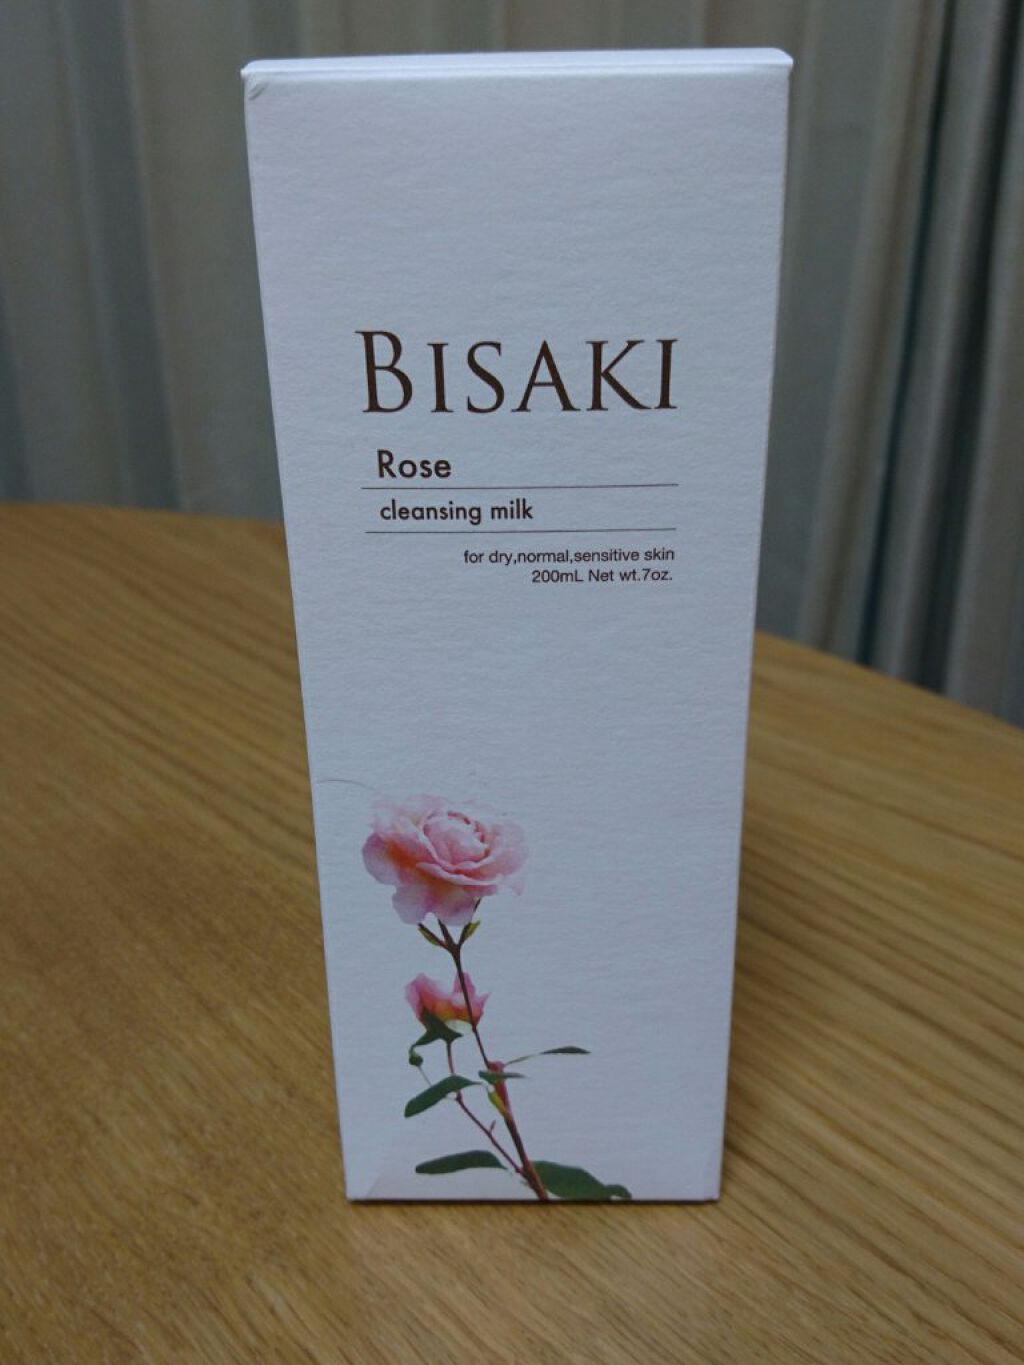 BISAKI
Rose
cleansing milk
for dry,normal,sensitive skin
200mL Net wt.7oz.